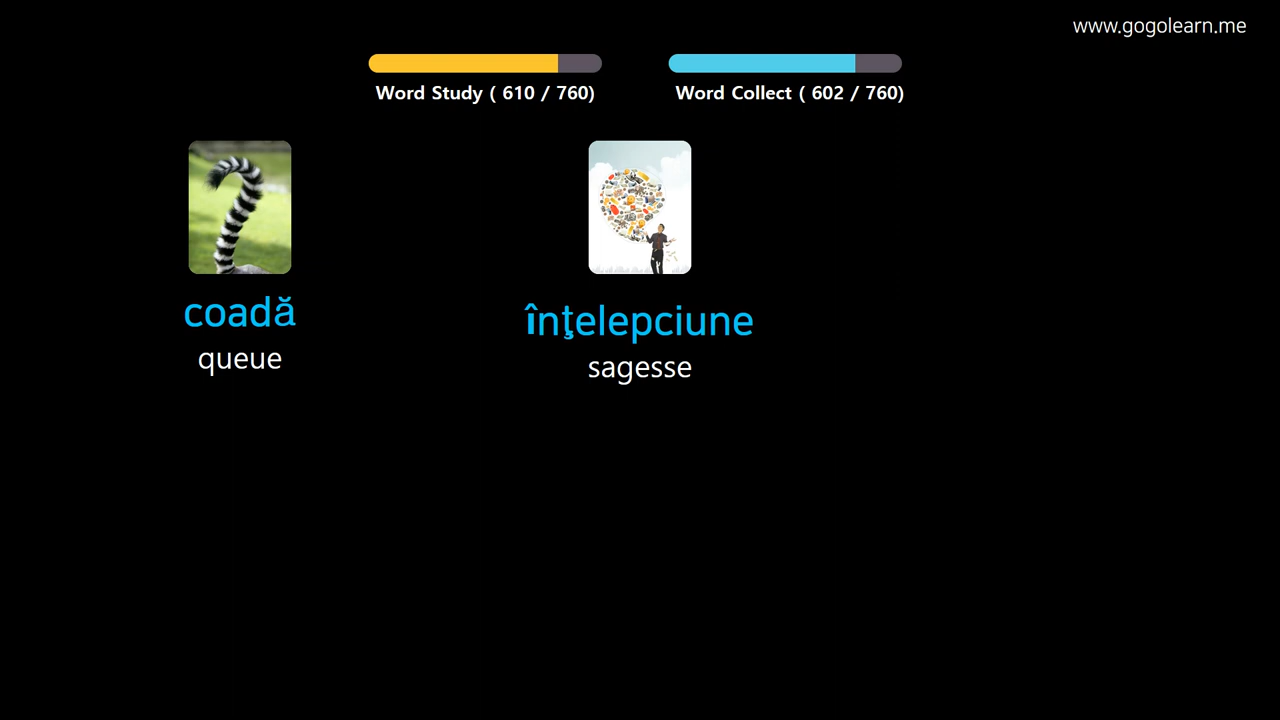 www.gogolearn.me
Word Study ( 610 / 760)
Word Collect ( 602 / 760)
coadă
queue
înţelepciune
sagesse